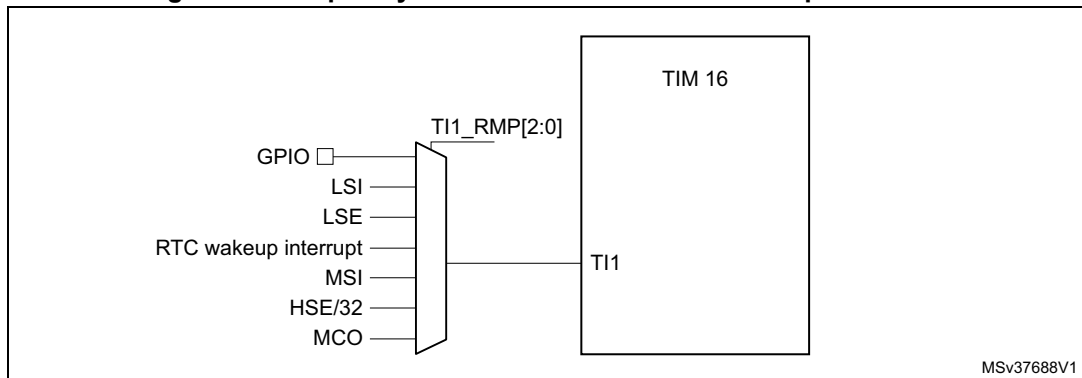 TIM 16
TI1_RMP[2:0]
GPIO
LSI
LSE
RTC wakeup interrupt
MSI
HSE/32
MCO
TI1
MSv37688V1